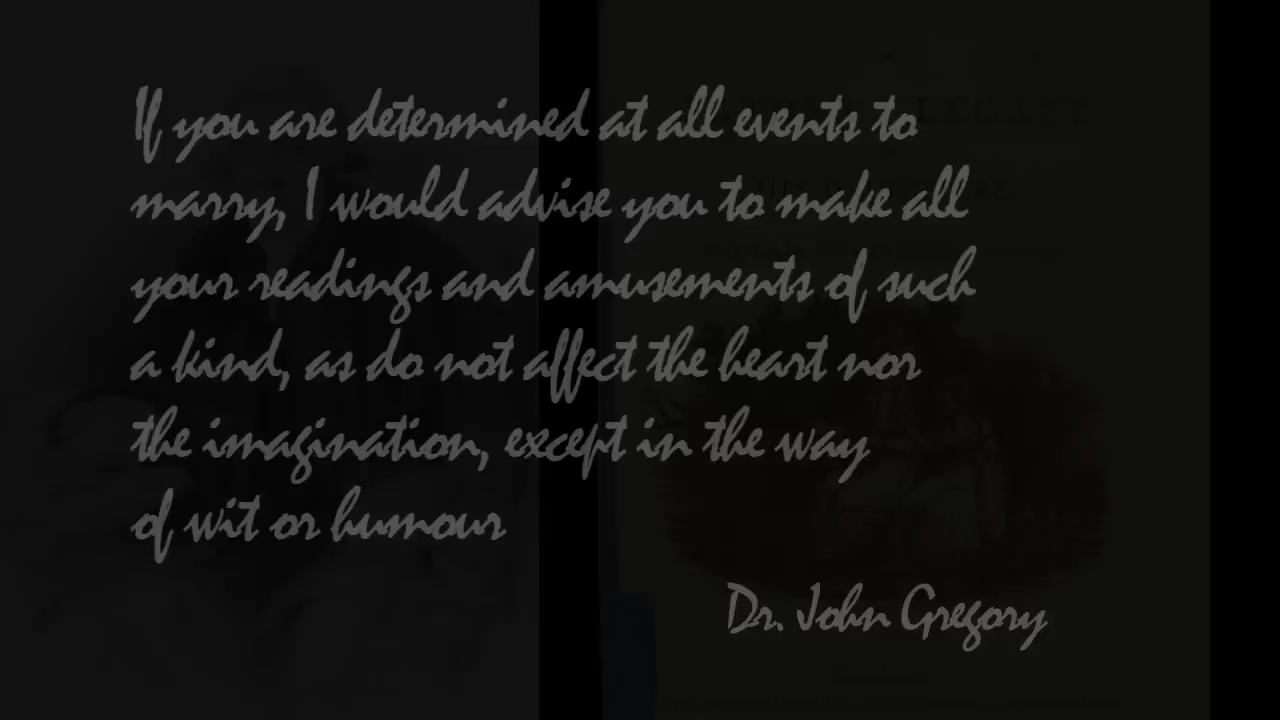 If you are determined at all events to
marry, I would advise you to make all
your readings and amusements of such
a kind, as do not affect the heart nor
the imagination, except in the way
of wit or humour
Dr. John Gregory
LEGACY